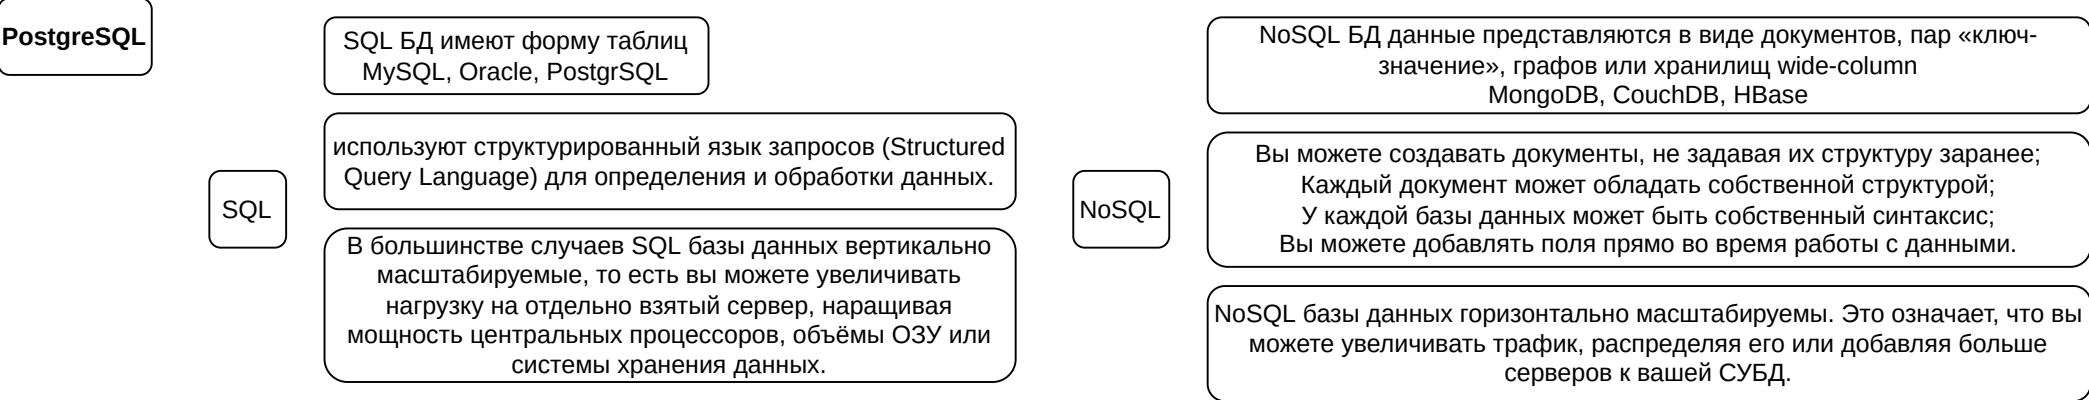 PostgreSQL
SQL
SQL БД имеют форму таблиц
MySQL, Oracle, PostgrSQL
используют структурированный язык запросов (Structured
Query Language) для определения и обработки данных.
В большинстве случаев SQL базы данных вертикально
масштабируемые, то есть вы можете увеличивать
нагрузку на отдельно взятый сервер, наращивая
мощность центральных процессоров, объёмы ОЗУ или
системы хранения данных.
NoSQL
NoSQL БД данные представляются в виде документов, пар «ключ-
значение», графов или хранилищ wide-column
MongoDB, CouchDB, HBase
Вы можете создавать документы, не задавая их структуру заранее;
Каждый документ может обладать собственной структурой;
У каждой базы данных может быть собственный синтаксис;
Вы можете добавлять поля прямо во время работы с данными.
NoSQL базы данных горизонтально масштабируемы. Это означает, что вы
можете увеличивать трафик, распределяя его или добавляя больше
серверов к вашей СУБД.